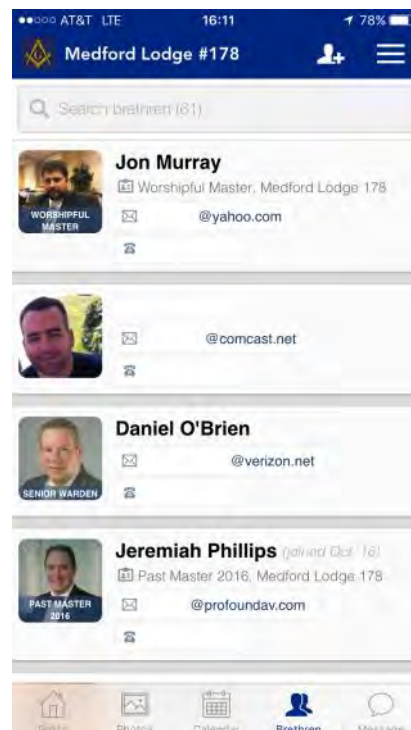 AT&T LTE 16:11 78%
Medford Lodge #178
Search brethren (61)
Jon Murray
Worshipful Master, Medford Lodge 178
@yahoo.com
WORSHIPFUL
MASTER
@comcast.net
Daniel O'Brien
@verizon.net
SENIOR WARDEN
Jeremiah Phillips (joined Oct. 16)
Past Master 2016, Medford Lodge 178
@profoundav.com
PAST MASTER
2016
Photos Calendar Brethren Message